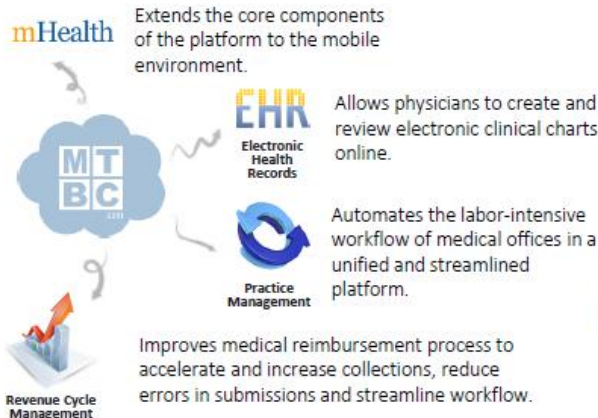 mHealth
Extends the core components
of the platform to the mobile
environment.
EHR
Electronic
Health
Records
Allows physicians to create and
review electronic clinical charts
online.
MT
BC
.com
Practice
Management
Automates the labor-intensive
workflow of medical offices in a
unified and streamlined
platform.
Revenue Cycle
Management
Improves medical reimbursement process to
accelerate and increase collections, reduce
errors in submissions and streamline workflow.